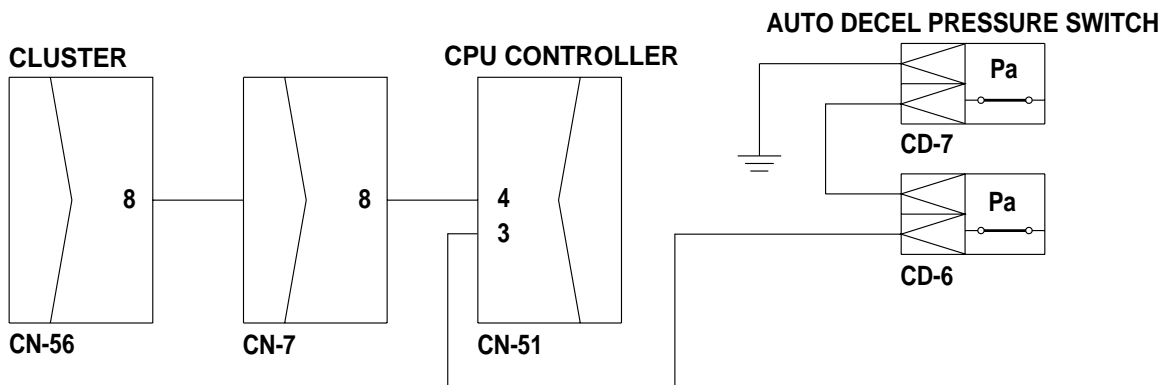 AUTO DECEL PRESSURE SWITCH
CLUSTER
CPU CONTROLLER
Pa
CD-7
8
8
4
3
Pa
CD-6
CN-56
CN-7
CN-51